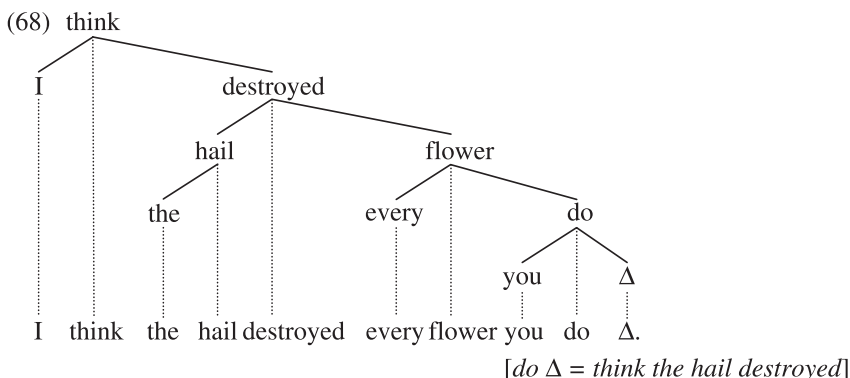 (68) think
I destroyed
hail flower
the every do
you Δ
I think the hail destroyed every flower you do Δ.
[do Δ = think the hail destroyed]